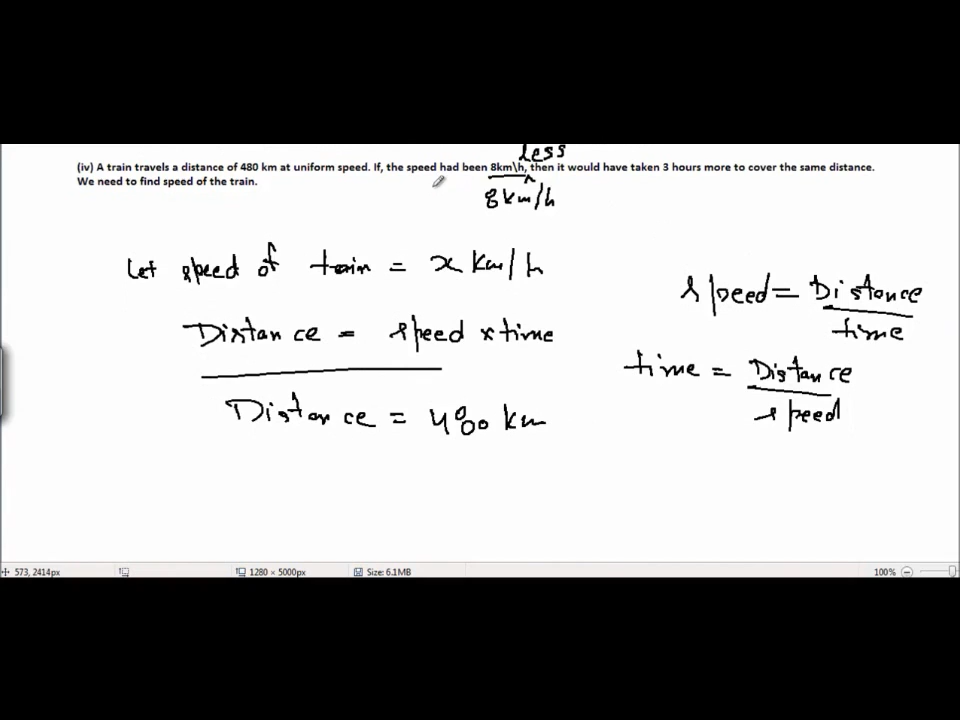 less
(iv) A train travels a distance of 480 km at uniform speed. If, the speed had been 8km\h, then it would have taken 3 hours more to cover the same distance.
We need to find speed of the train.
8km/h
Let speed of train = x km/h
Distance = speed x time
Distance = 480 km
speed = Distance
time
time = Distance
speed
573, 2414px
1280 × 5000px
Size: 6.1MB
100%